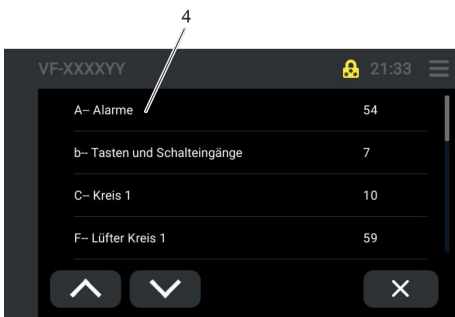 4
VF-XXXXYY 21:33
A-- Alarme 54
b-- Tasten und Schalteingänge 7
C-- Kreis 1 10
F-- Lüfter Kreis 1 59